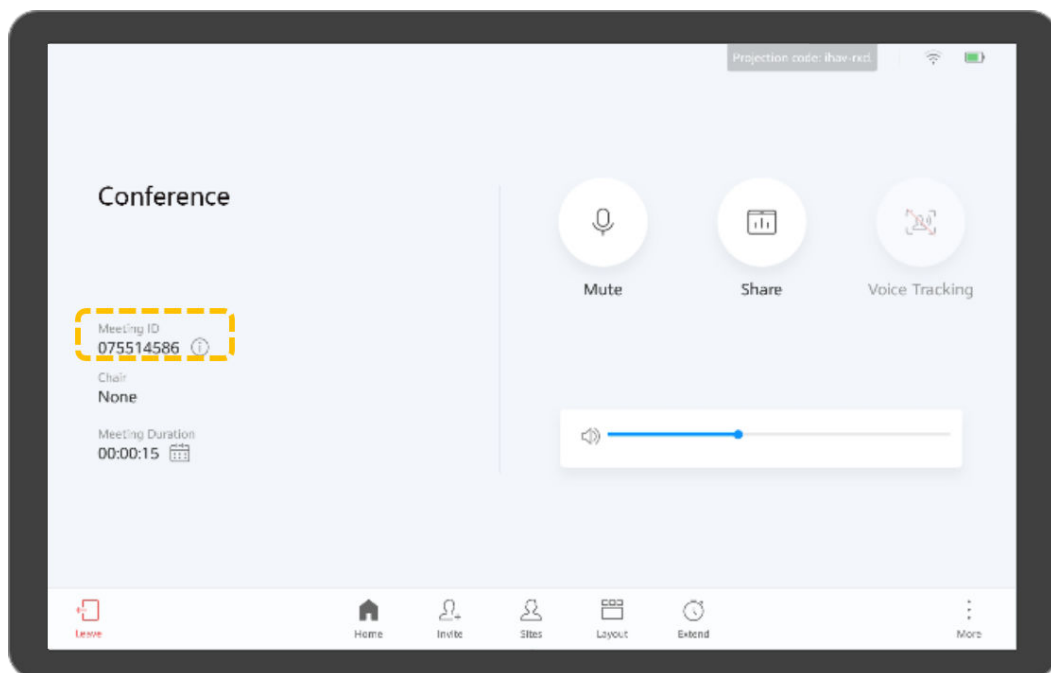 Projection code: ihav-rxcl
Conference
Mute
Share
Voice Tracking
Meeting ID
075514586
Chair
None
Meeting Duration
00:00:15
Leave
Home
Invite
Sites
Layout
Extend
More